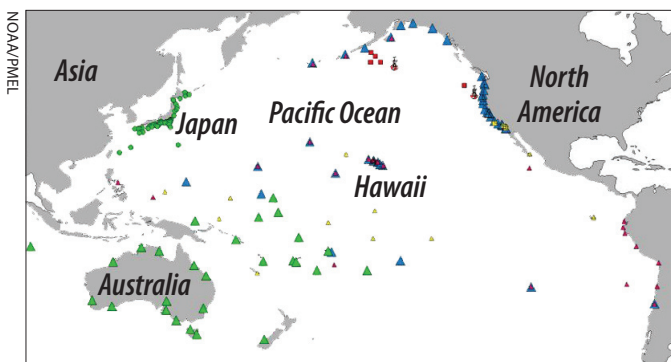 NOAA/PMEL
Asia
Japan
Pacific Ocean
North
America
Hawaii
Australia